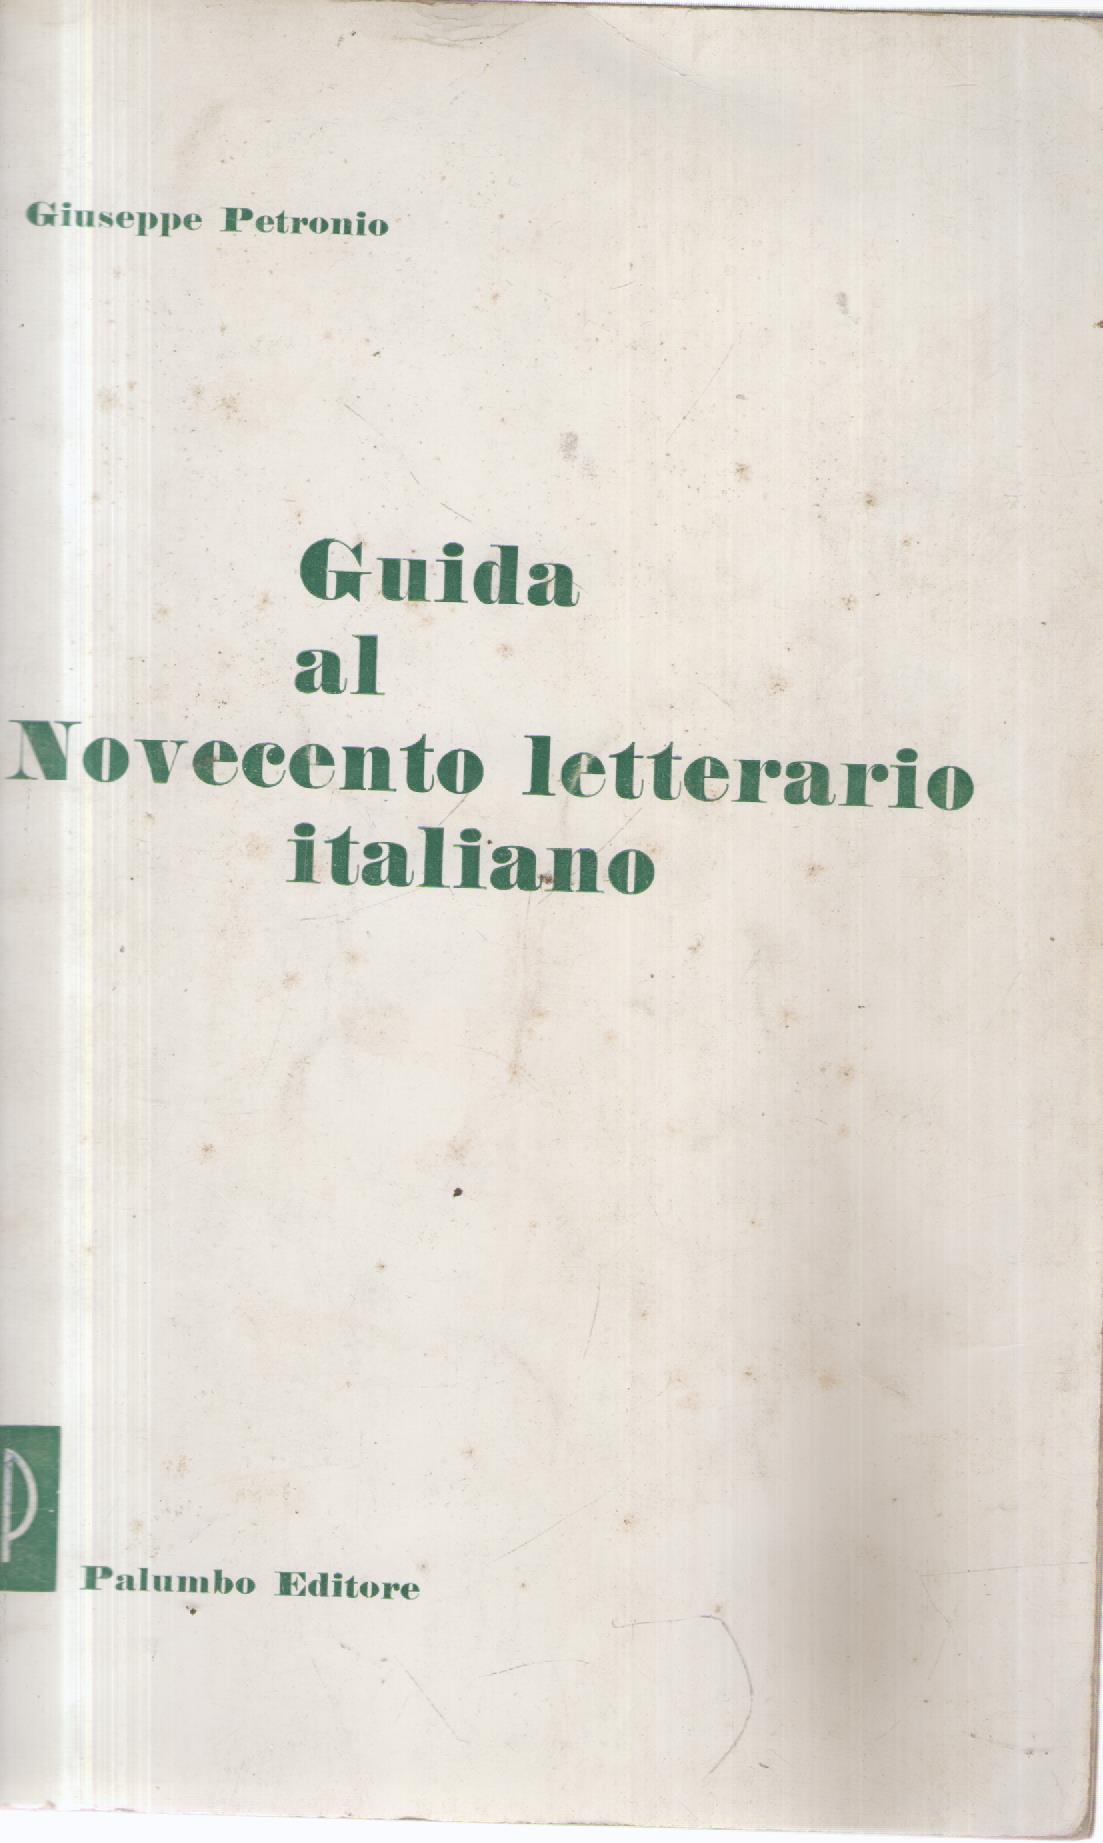 Giuseppe Petronio
Guida
al
Novecento letterario
italiano
P
Palumbo Editore